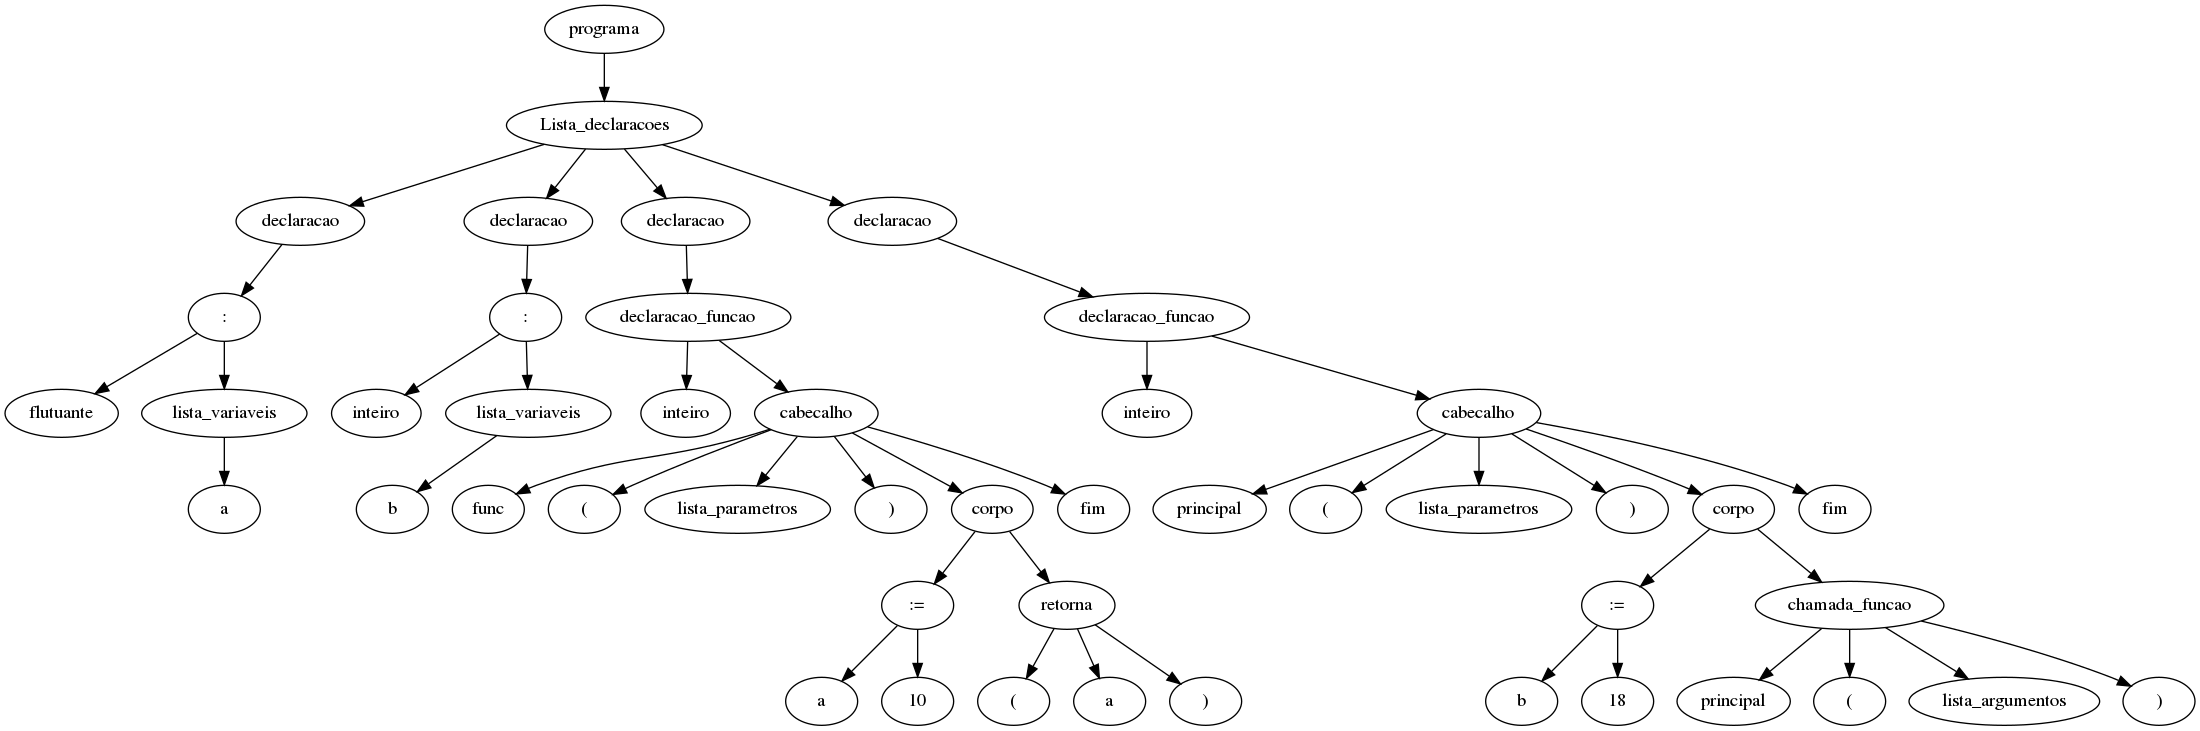 programa
Lista_declaracoes
declaracao declaracao declaracao declaracao
: : declaracao_funcao declaracao_funcao
flutuante lista_variaveis inteiro lista_variaveis inteiro cabecalho inteiro cabecalho
a b func ( lista_parametros ) corpo fim principal ( lista_parametros ) corpo fim
:= retorna := chamada_funcao
a 10 ( a ) b 18 principal ( lista_argumentos )